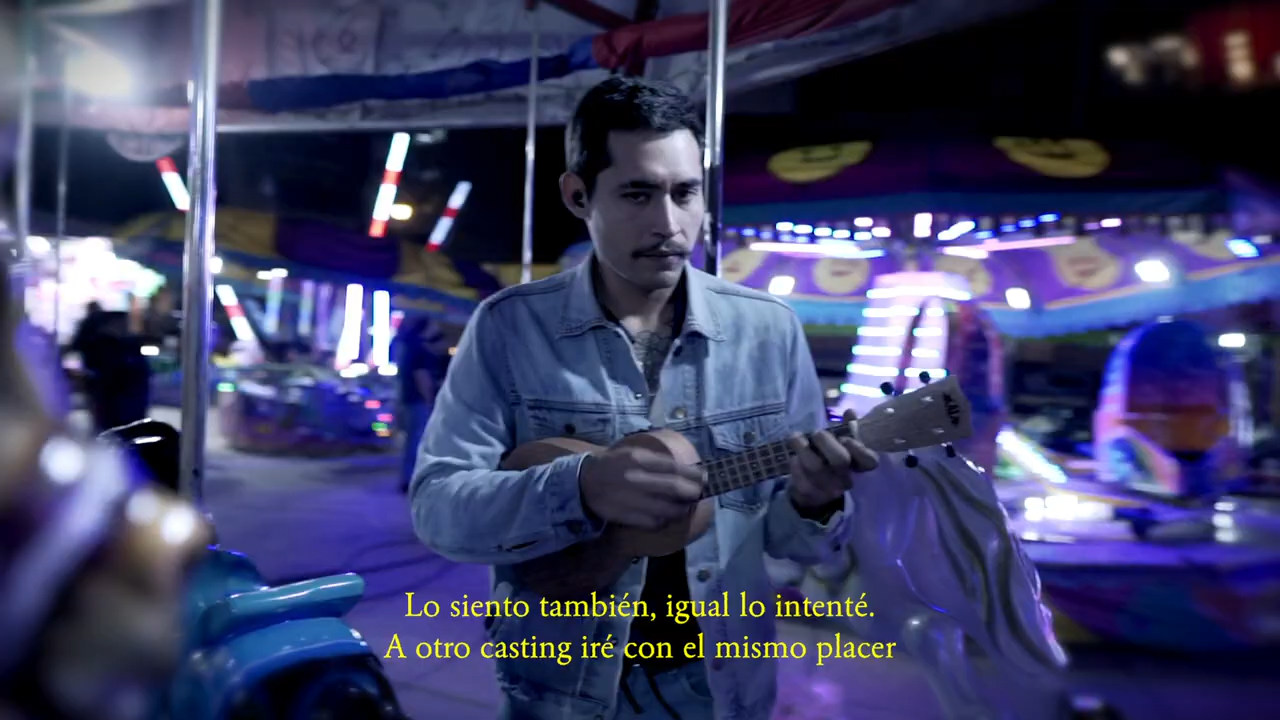 Lo siento también, igual lo intenté.
A otro casting iré con el mismo placer